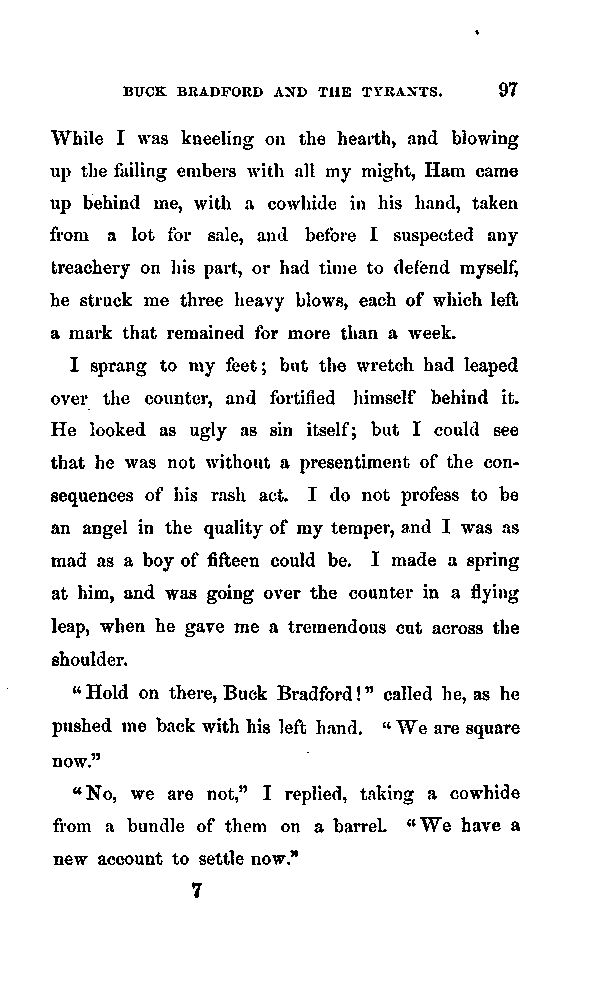 BUCK BRADFORD AND THE TYRANTS. 97
While I was kneeling on the hearth, and blowing
up the failing embers with all my might, Ham came
up behind me, with a cowhide in his hand, taken
from a lot for sale, and before I suspected any
treachery on his part, or had time to defend myself,
he struck me three heavy blows, each of which left
a mark that remained for more than a week.
I sprang to my feet; but the wretch had leaped
over the counter, and fortified himself behind it.
He looked as ugly as sin itself; but I could see
that he was not without a presentiment of the con-
sequences of his rash act. I do not profess to be
an angel in the quality of my temper, and I was as
mad as a boy of fifteen could be. I made a spring
at him, and was going over the counter in a flying
leap, when he gave me a tremendous cut across the
shoulder.
"Hold on there, Buck Bradford!" called he, as he
pushed me back with his left hand. "We are square
now."
"No, we are not," I replied, taking a cowhide
from a bundle of them on a barrel. "We have a
new account to settle now."
7